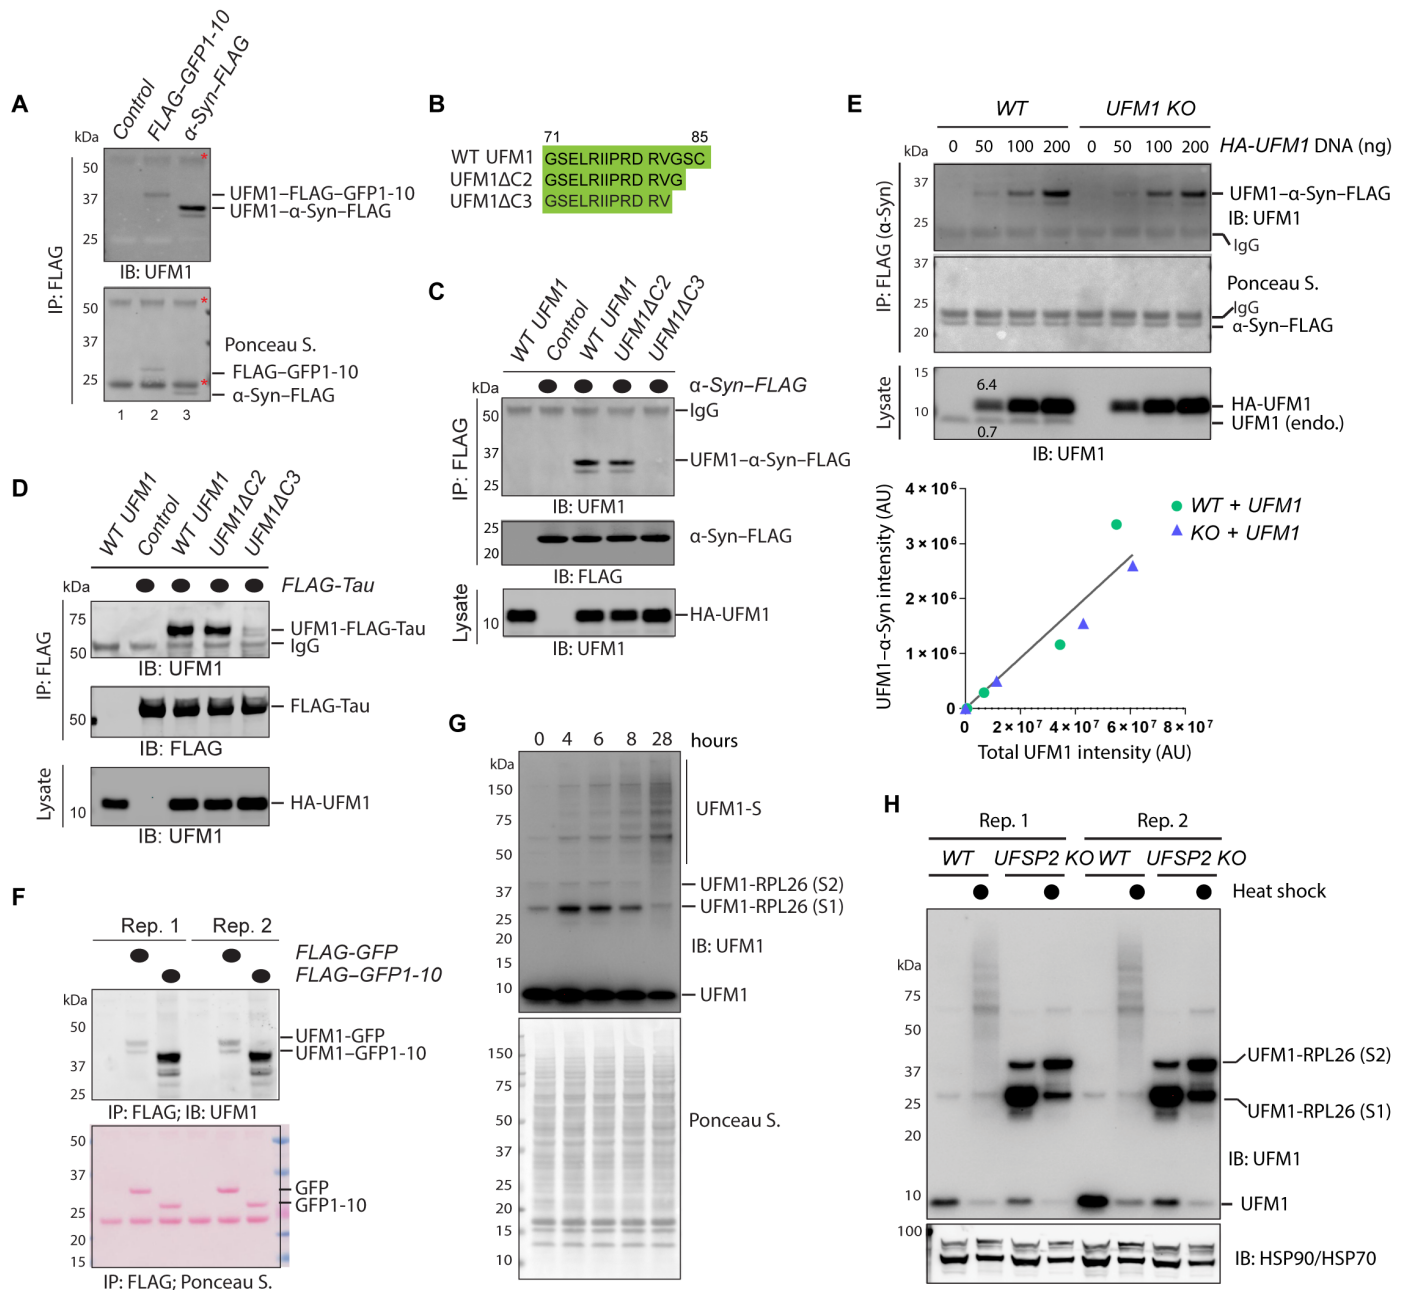 A
Control
FLAG–GFP1-10
α-Syn–FLAG
kDa
50
37
25
*
UFM1–FLAG–GFP1-10
UFM1–α-Syn–FLAG
IB: UFM1
IP: FLAG
50
37
25
*
*
Ponceau S.
FLAG–GFP1-10
α-Syn–FLAG
1 2 3
B
71 85
WT UFM1 GSELRIIPRD RVGSC
UFM1ΔC2 GSELRIIPRD RVG
UFM1ΔC3 GSELRIIPRD RV
C
WT UFM1
Control
WT UFM1
UFM1ΔC2
UFM1ΔC3
α-Syn–FLAG
kDa
50
37
25
IgG
UFM1–α-Syn–FLAG
IB: UFM1
IP: FLAG
25
20
α-Syn–FLAG
IB: FLAG
Lysate
10
HA-UFM1
IB: UFM1
D
WT UFM1
Control
WT UFM1
UFM1ΔC2
UFM1ΔC3
FLAG-Tau
kDa
75
50
UFM1-FLAG-Tau
IgG
IB: UFM1
IP: FLAG
50
FLAG-Tau
IB: FLAG
Lysate
10
HA-UFM1
IB: UFM1
E
WT UFM1 KO
0 50 100 200 0 50 100 200 HA-UFM1 DNA (ng)
kDa
37
25
UFM1–α-Syn–FLAG
IB: UFM1
IgG
IP: FLAG (α-Syn)
37
25
20
Ponceau S.
IgG
α-Syn–FLAG
Lysate
15
10
6.4
0.7
HA-UFM1
UFM1 (endo.)
IB: UFM1
UFM1–α-Syn intensity (AU)
4 × 10⁶
3 × 10⁶
2 × 10⁶
1 × 10⁶
0
0 2 × 10⁷ 4 × 10⁷ 6 × 10⁷ 8 × 10⁷
Total UFM1 intensity (AU)
WT + UFM1
KO + UFM1
F
Rep. 1 Rep. 2
FLAG-GFP
FLAG–GFP1-10
kDa
50
37
25
UFM1-GFP
UFM1–GFP1-10
IP: FLAG; IB: UFM1
50
37
25
20
15
GFP
GFP1-10
IP: FLAG; Ponceau S.
G
0 4 6 8 28 hours
kDa
150
75
50
37
25
20
15
10
UFM1-S
UFM1-RPL26 (S2)
UFM1-RPL26 (S1)
IB: UFM1
UFM1
150
75
50
37
25
20
15
10
Ponceau S.
H
Rep. 1 Rep. 2
WT UFSP2 KO WT UFSP2 KO
Heat shock
kDa
75
50
37
25
20
10
UFM1-RPL26 (S2)
UFM1-RPL26 (S1)
IB: UFM1
UFM1
100
IB: HSP90/HSP70